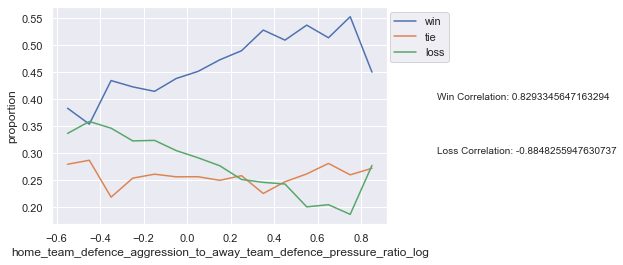 0.55
0.50
0.45
0.40
0.35
0.30
0.25
0.20
proportion
−0.6 −0.4 −0.2 0.0 0.2 0.4 0.6 0.8
home_team_defence_aggression_to_away_team_defence_pressure_ratio_log
win
tie
loss
Win Correlation: 0.8293345647163294
Loss Correlation: -0.8848255947630737